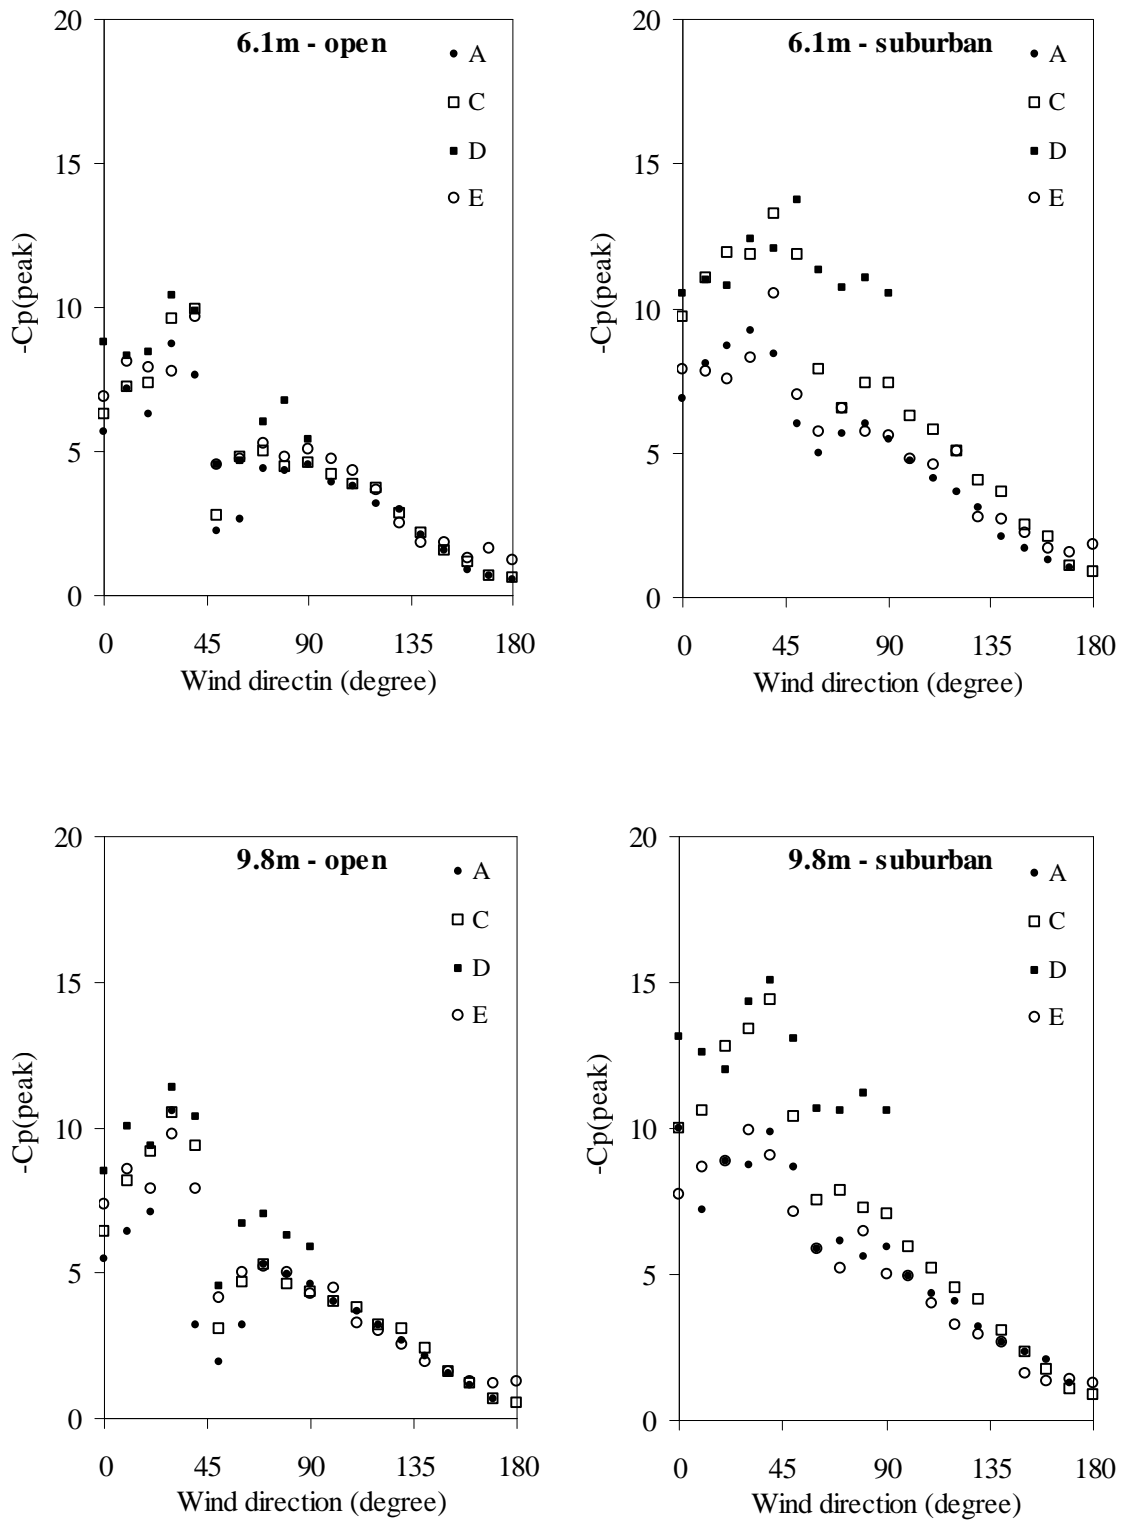 20
6.1m - open
A
C
15
D
E
-Cp(peak)
10
5
0
0 45 90 135 180
Wind directin (degree)
20
6.1m - suburban
A
C
15
D
E
-Cp(peak)
10
5
0
0 45 90 135 180
Wind direction (degree)
20
9.8m - open
A
C
15
D
E
-Cp(peak)
10
5
0
0 45 90 135 180
Wind direction (degree)
20
9.8m - suburban
A
C
15
D
E
-Cp(peak)
10
5
0
0 45 90 135 180
Wind direction (degree)